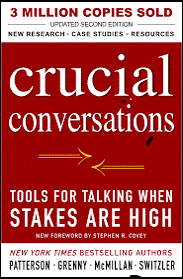 3 MILLION COPIES SOLD
UPDATED SECOND EDITION
NEW RESEARCH · CASE STUDIES · RESOURCES
crucial
conversations
TOOLS FOR TALKING WHEN
STAKES ARE HIGH
NEW FOREWORD BY STEPHEN R. COVEY
NEW YORK TIMES BESTSELLING AUTHORS
PATTERSON · GRENNY · McMILLAN · SWITZLER